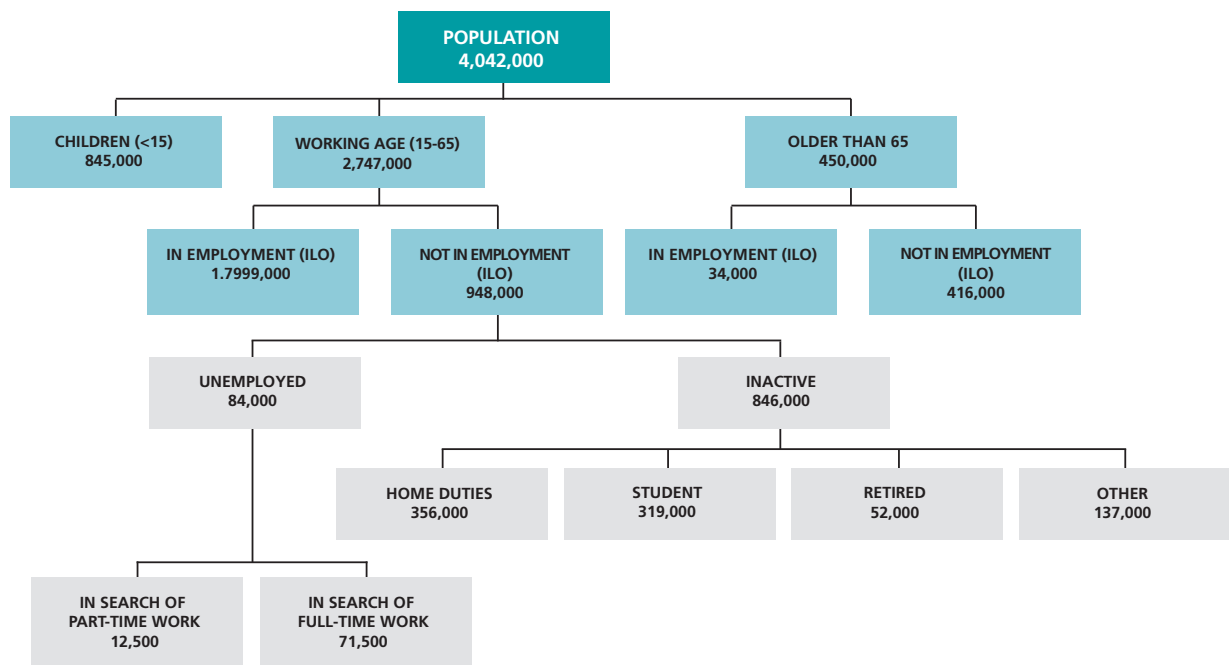 POPULATION
4,042,000
CHILDREN (<15)
845,000
WORKING AGE (15-65)
2,747,000
OLDER THAN 65
450,000
IN EMPLOYMENT (ILO)
1.7999,000
NOT IN EMPLOYMENT
(ILO)
948,000
IN EMPLOYMENT (ILO)
34,000
NOT IN EMPLOYMENT
(ILO)
416,000
UNEMPLOYED
84,000
INACTIVE
846,000
HOME DUTIES
356,000
STUDENT
319,000
RETIRED
52,000
OTHER
137,000
IN SEARCH OF
PART-TIME WORK
12,500
IN SEARCH OF
FULL-TIME WORK
71,500